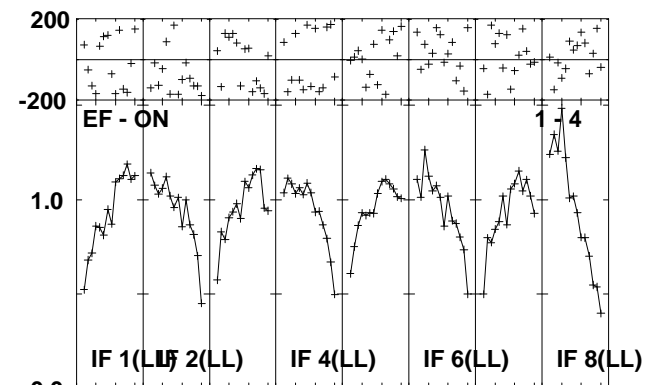 200
-200
EF - ON 1 - 4
1.0
IF 1(LL) IF 2(LL) IF 4(LL) IF 6(LL) IF 8(LL)